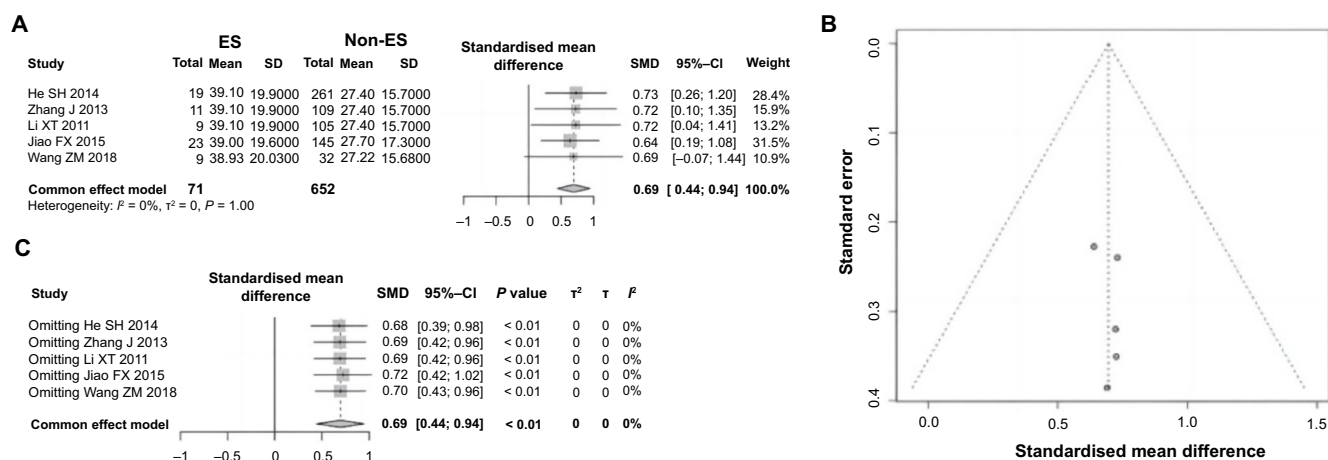 A
ES Non-ES Standardised mean
difference
Study Total Mean SD Total Mean SD SMD 95%–CI Weight
He SH 2014 19 39.10 19.9000 261 27.40 15.7000 0.73 [0.26; 1.20] 28.4%
Zhang J 2013 11 39.10 19.9000 109 27.40 15.7000 0.72 [0.10; 1.35] 15.9%
Li XT 2011 9 39.10 19.9000 105 27.40 15.7000 0.72 [0.04; 1.41] 13.2%
Jiao FX 2015 23 39.00 19.6000 145 27.70 17.3000 0.64 [0.19; 1.08] 31.5%
Wang ZM 2018 9 38.93 20.0300 32 27.22 15.6800 0.69 [–0.07; 1.44] 10.9%
Common effect model 71 652 0.69 [ 0.44; 0.94] 100.0%
Heterogeneity: I² = 0%, τ² = 0, P = 1.00
–1 –0.5 0 0.5 1
B
Stamdard error
0.0
0.1
0.2
0.3
0.4
0.0 0.5 1.0 1.5
Standardised mean difference
C
Standardised mean
difference
Study SMD 95%–CI P value τ² τ I²
Omitting He SH 2014 0.68 [0.39; 0.98] < 0.01 0 0 0%
Omitting Zhang J 2013 0.69 [0.42; 0.96] < 0.01 0 0 0%
Omitting Li XT 2011 0.69 [0.42; 0.96] < 0.01 0 0 0%
Omitting Jiao FX 2015 0.72 [0.42; 1.02] < 0.01 0 0 0%
Omitting Wang ZM 2018 0.70 [0.43; 0.96] < 0.01 0 0 0%
Common effect model 0.69 [0.44; 0.94] < 0.01 0 0 0%
–1 –0.5 0 0.5 1